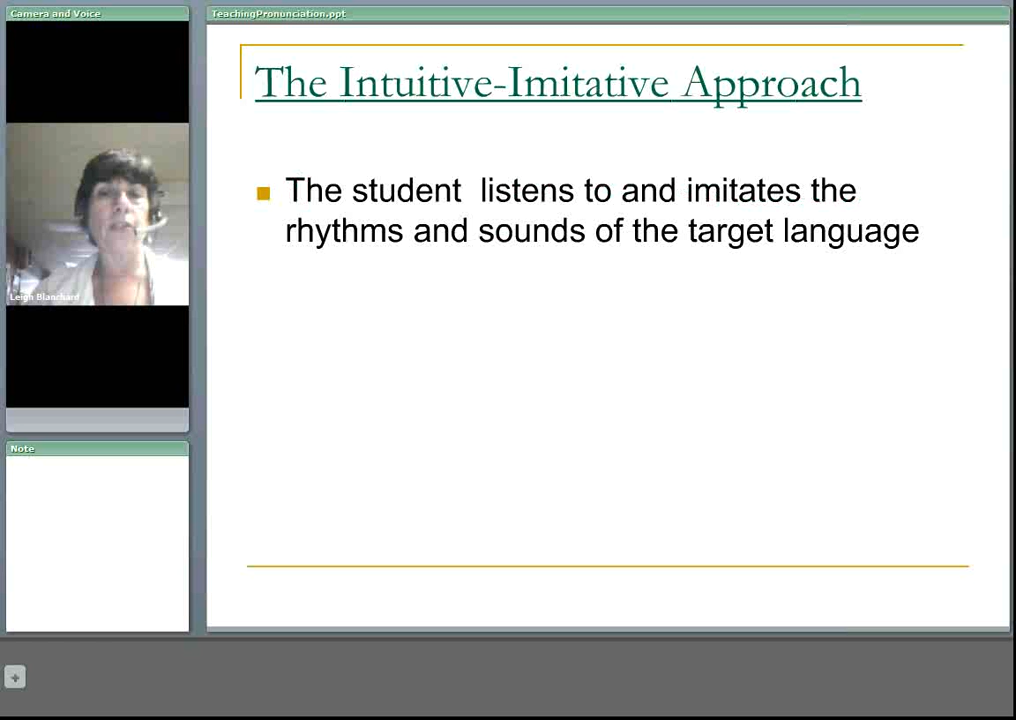 Camera and Voice
TeachingPronunciation.ppt
The Intuitive-Imitative Approach
The student listens to and imitates the
rhythms and sounds of the target language
Leigh Blanchard
Note